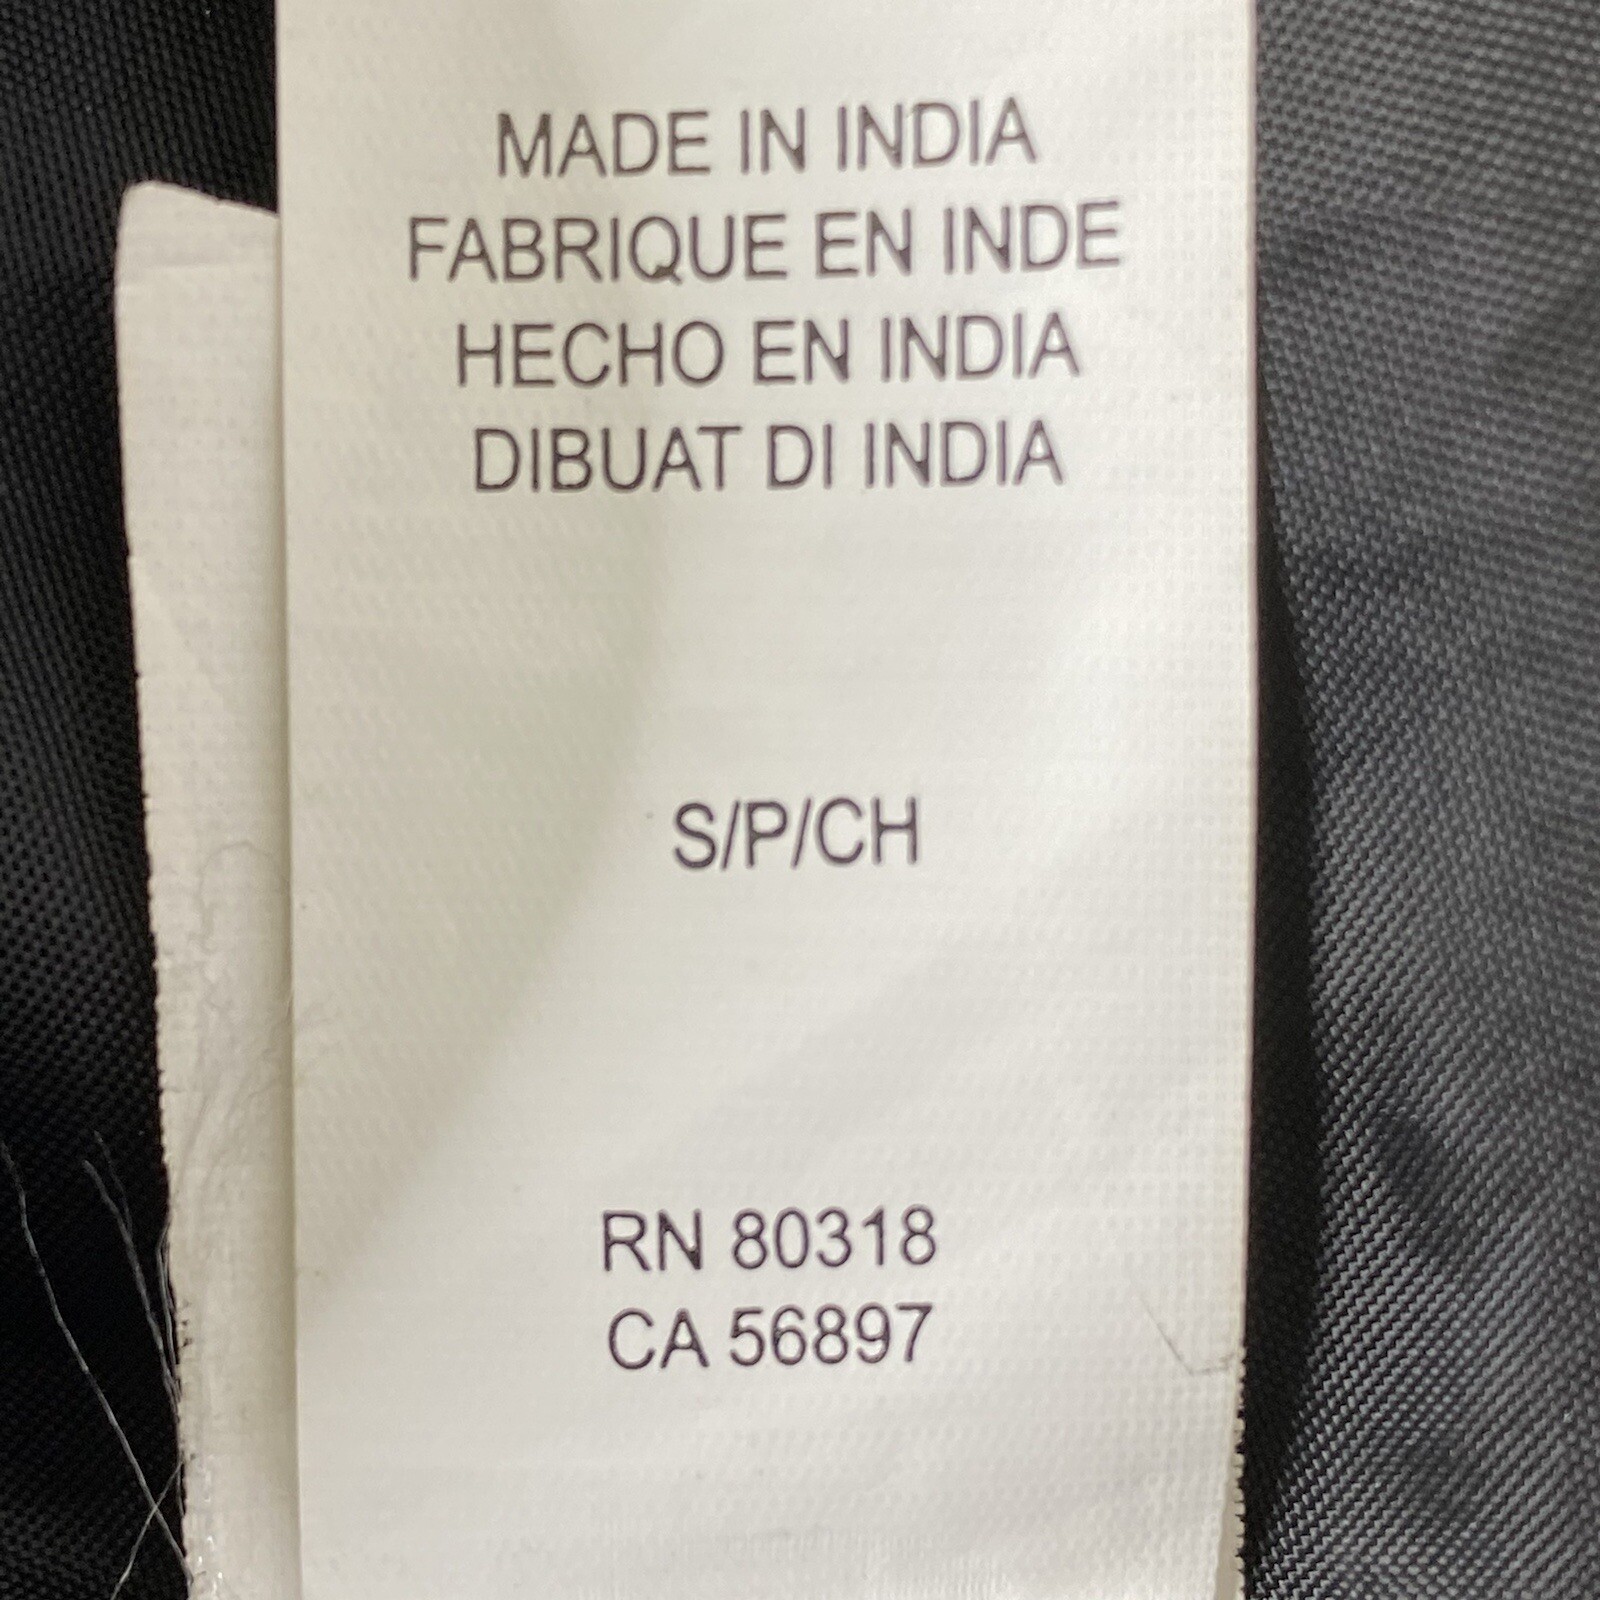 MADE IN INDIA
FABRIQUE EN INDE
HECHO EN INDIA
DIBUAT DI INDIA
S/P/CH
RN 80318
CA 56897